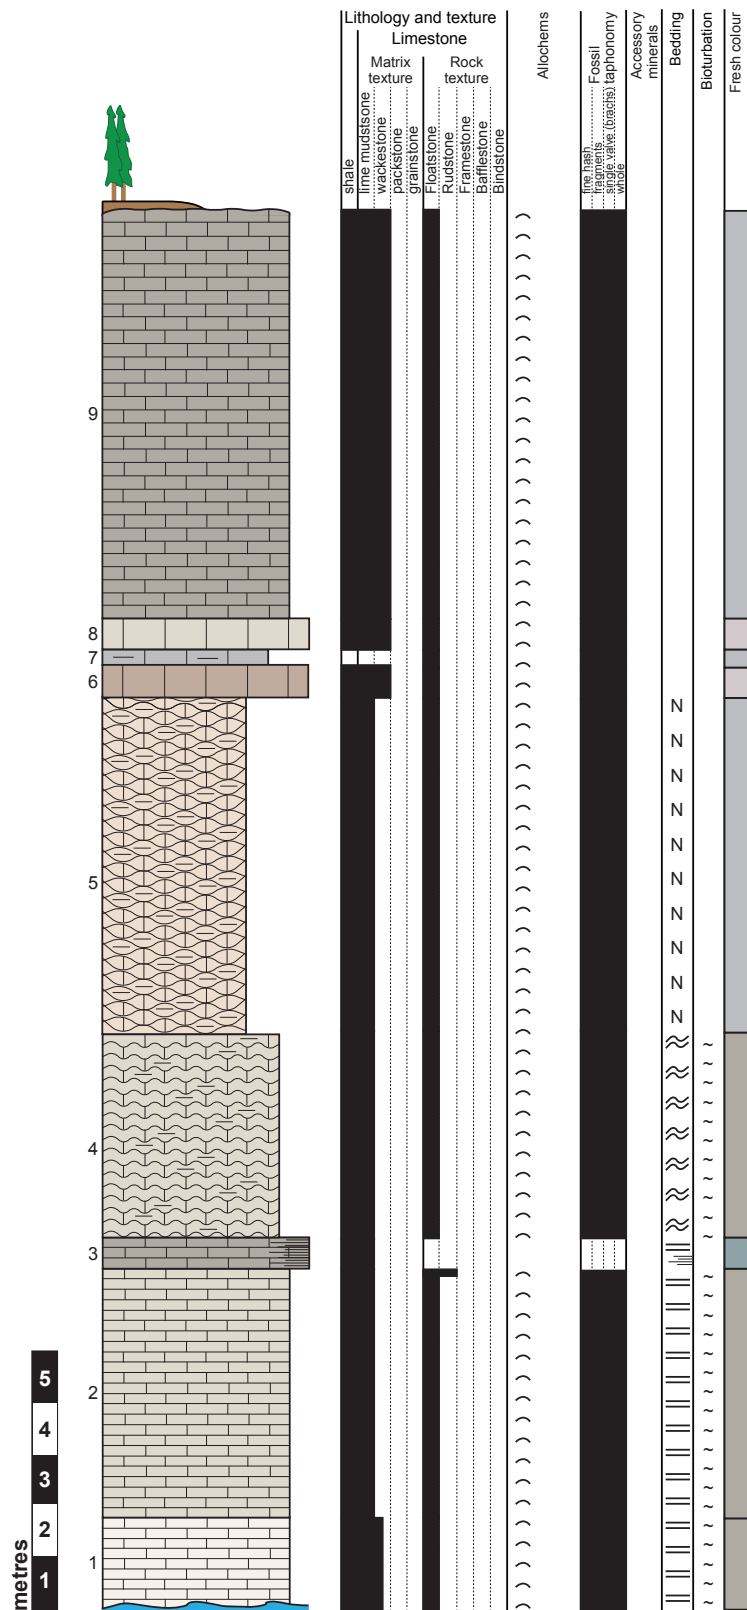 Lithology and texture
Limestone
Matrix
texture
Rock
texture
shale
lime mudstsone
wackestone
packstone
grainstone
Floatstone
Rudstone
Framestone
Bafflestone
Bindstone
Allochems
Fossil
taphonomy
fine hash
fragments
single valve (brachs)
whole
Accessory
minerals
Bedding
Bioturbation
Fresh colour
9
8
7
6
5
4
3
2
1
N
N
N
N
N
N
N
N
N
N
metres
5
4
3
2
1